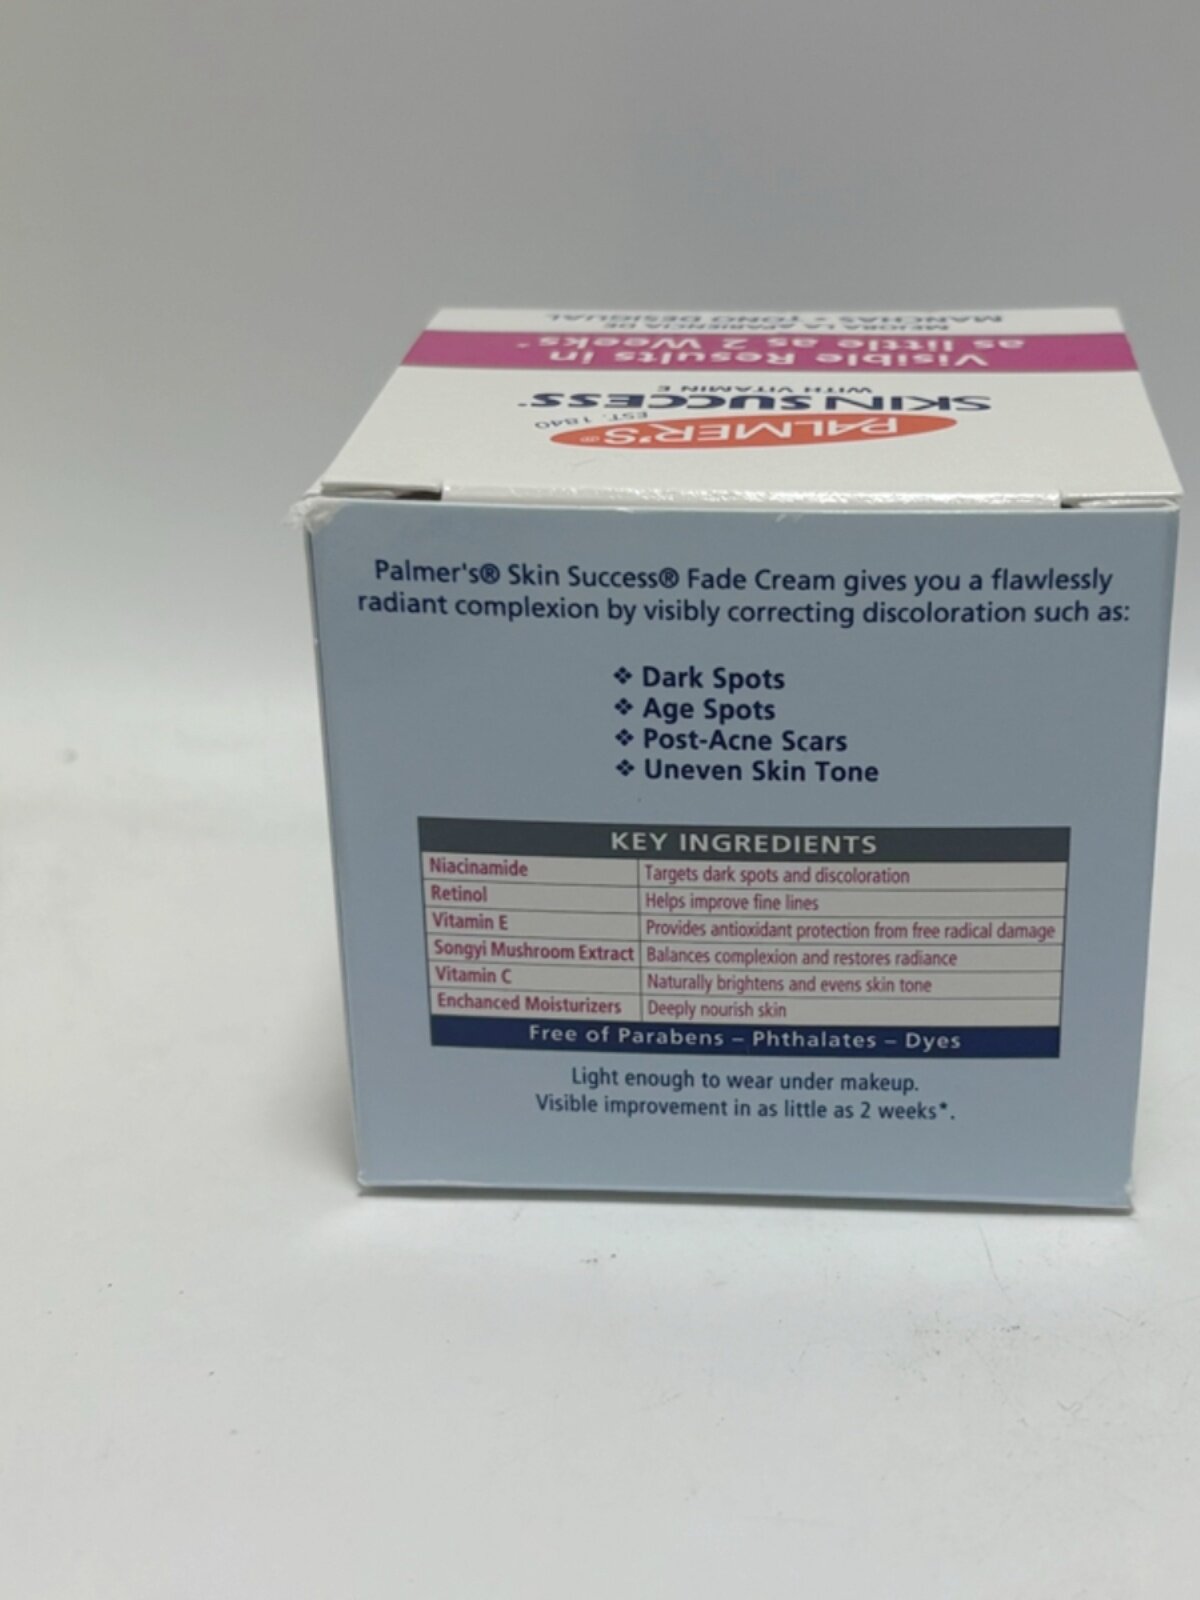 PALMER'S®
EST. 1840
SKIN SUCCESS®
WITH VITAMIN E
Visible Results in
as little as 2 Weeks*
MEJORA LA APARIENCIA DE
MANCHAS + TONO DESIGUAL
Palmer's® Skin Success® Fade Cream gives you a flawlessly
radiant complexion by visibly correcting discoloration such as:
❖ Dark Spots
❖ Age Spots
❖ Post-Acne Scars
❖ Uneven Skin Tone
KEY INGREDIENTS
Niacinamide Targets dark spots and discoloration
Retinol Helps improve fine lines
Vitamin E Provides antioxidant protection from free radical damage
Songyi Mushroom Extract Balances complexion and restores radiance
Vitamin C Naturally brightens and evens skin tone
Enchanced Moisturizers Deeply nourish skin
Free of Parabens – Phthalates – Dyes
Light enough to wear under makeup.
Visible improvement in as little as 2 weeks*.